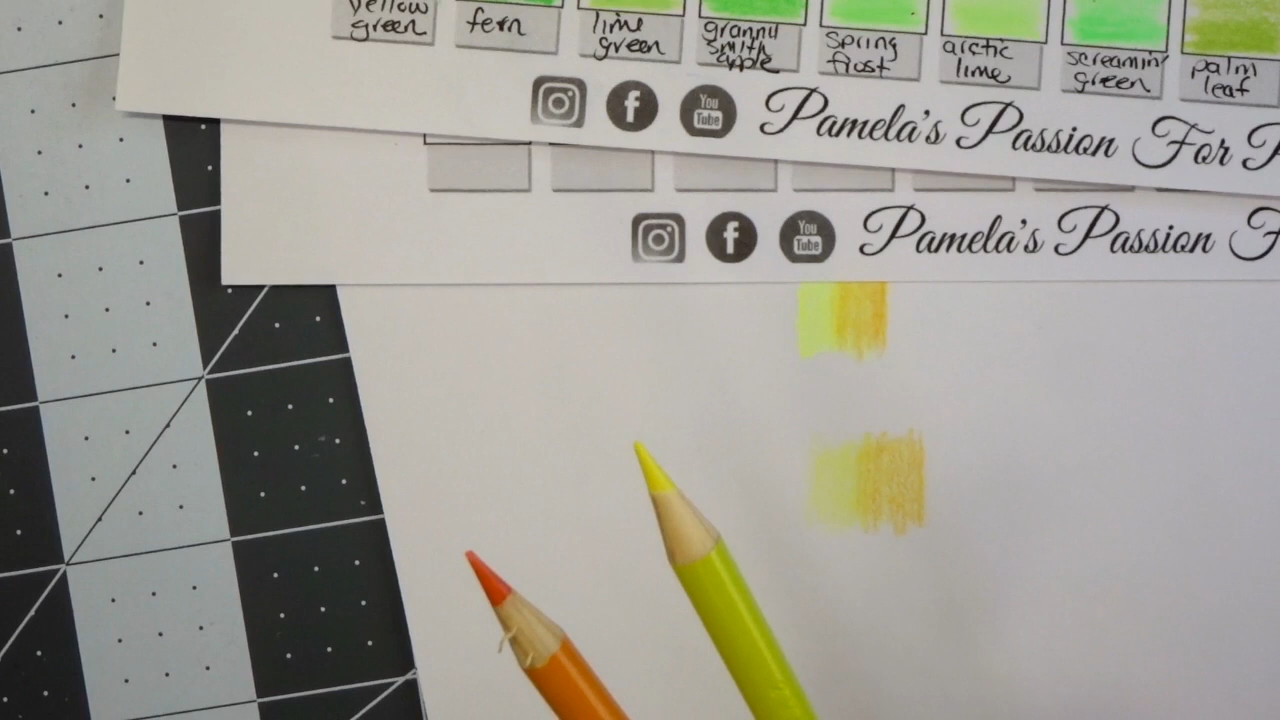 yellow
green
fern
lime
green
granny
smith
apple
spring
frost
arctic
lime
screamin'
green
palm
leaf
You
Tube
Pamela's Passion For P
You
Tube
Pamela's Passion F